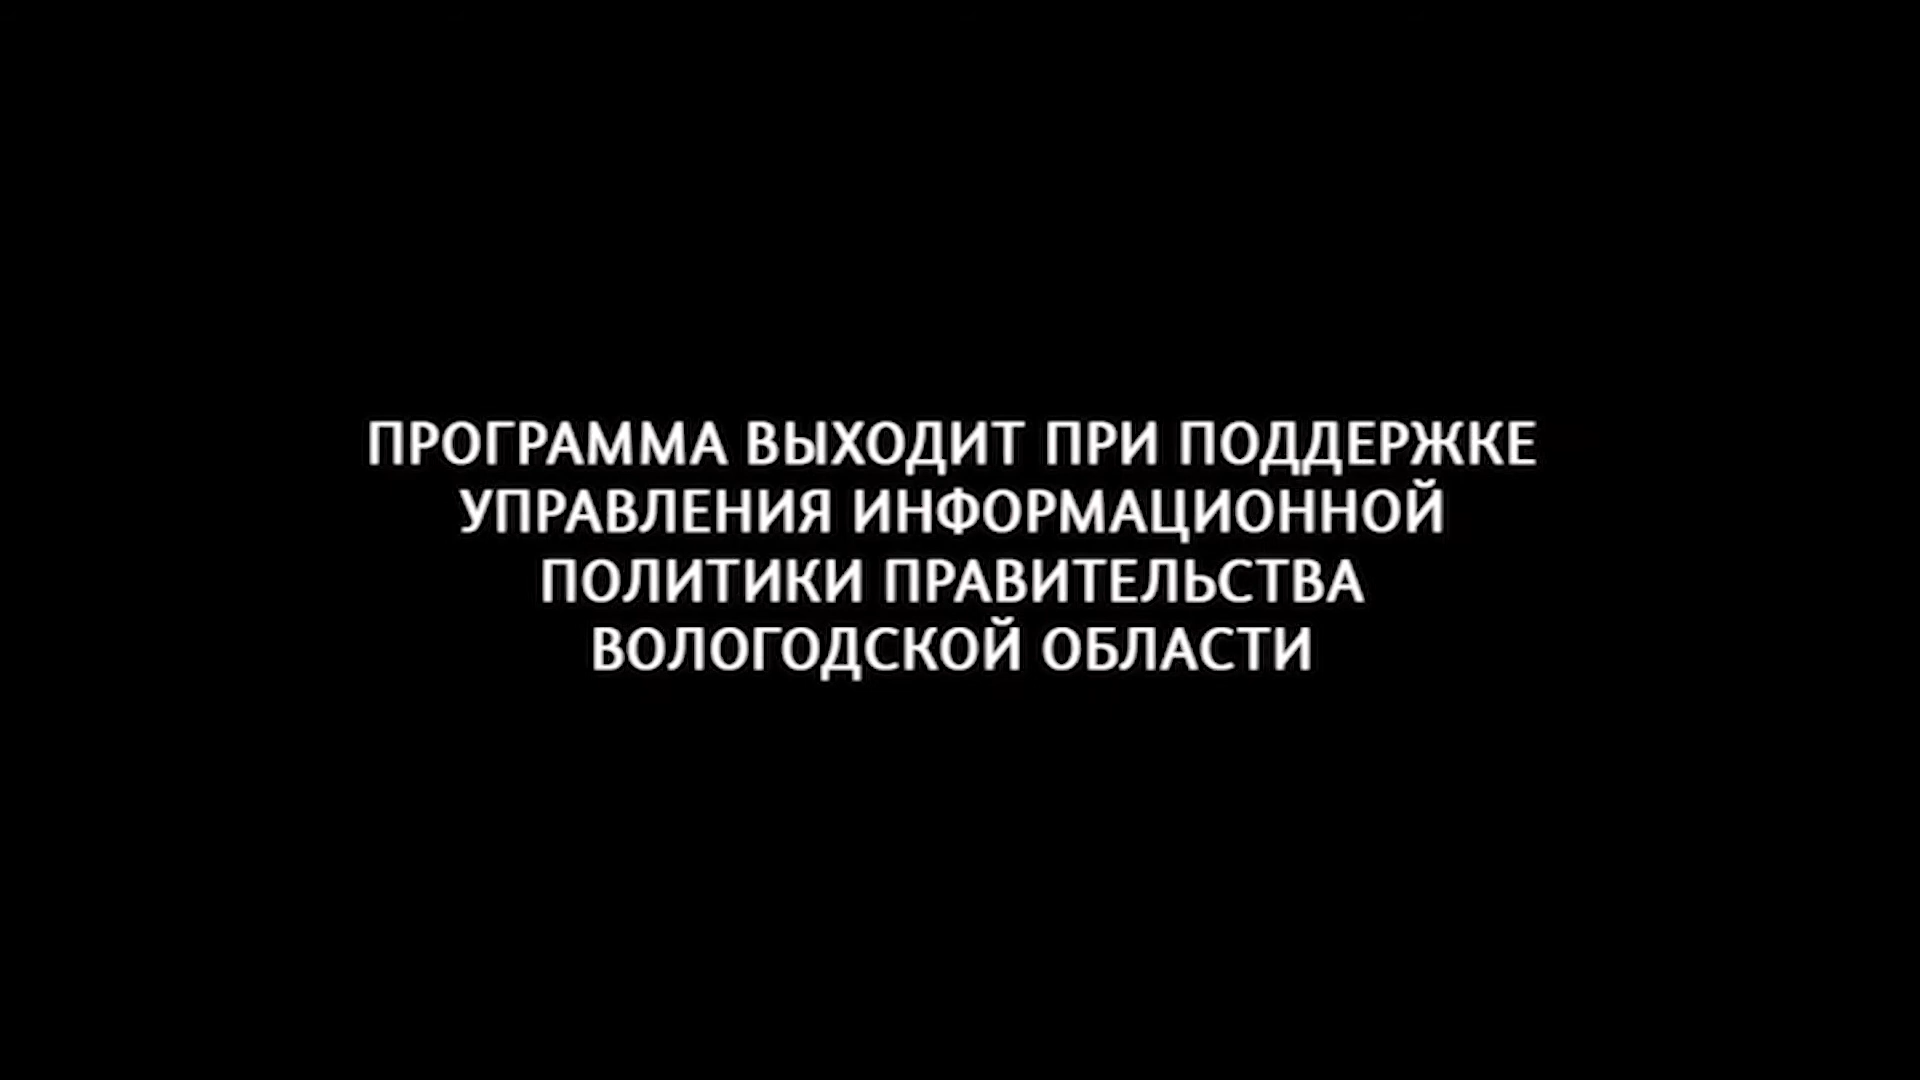 ПРОГРАММА ВЫХОДИТ ПРИ ПОДДЕРЖКЕ
УПРАВЛЕНИЯ ИНФОРМАЦИОННОЙ
ПОЛИТИКИ ПРАВИТЕЛЬСТВА
ВОЛОГОДСКОЙ ОБЛАСТИ